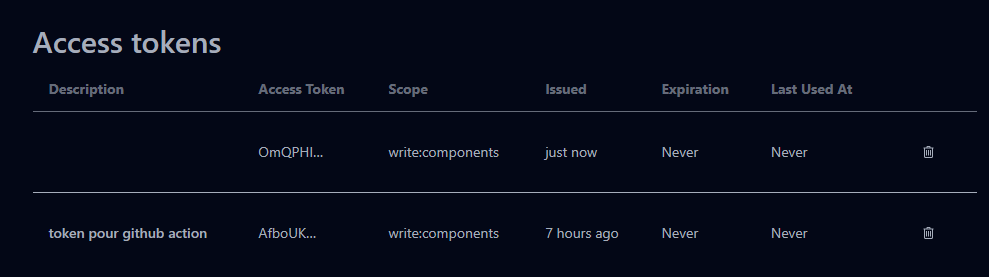 Access tokens
Description Access Token Scope Issued Expiration Last Used At
OmQPHI... write:components just now Never Never
token pour github action AfboUK... write:components 7 hours ago Never Never